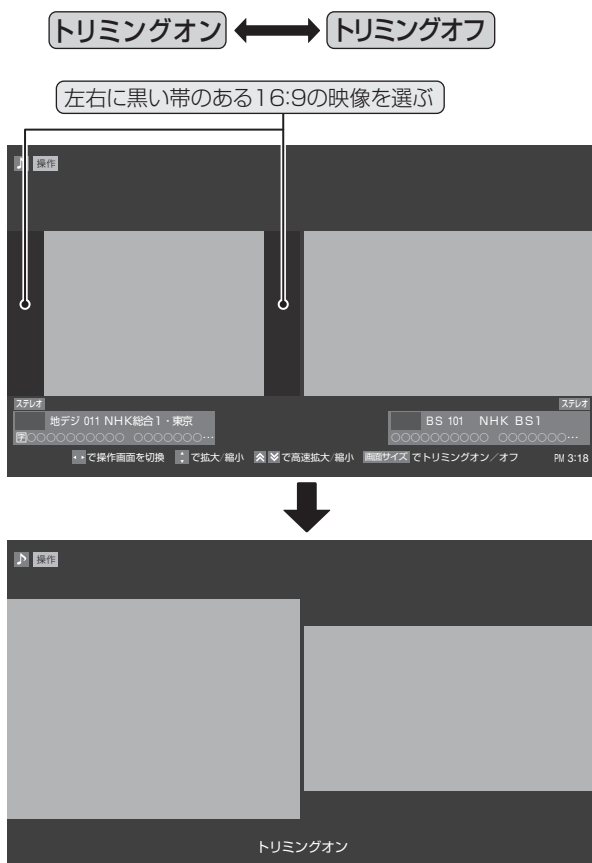 トリミングオン トリミングオフ
左右に黒い帯のある16:9の映像を選ぶ
♪ 操作
ステレオ ステレオ
地デジ 011 NHK総合1・東京 BS 101 NHK BS1
字○○○○○○○○○○ ○○○○○○○… ○○○○○○○○○○ ○○○○○○○…
で操作画面を切換 で拡大/縮小 で高速拡大/縮小 画面サイズ でトリミングオン/オフ PM 3:18
♪ 操作
トリミングオン